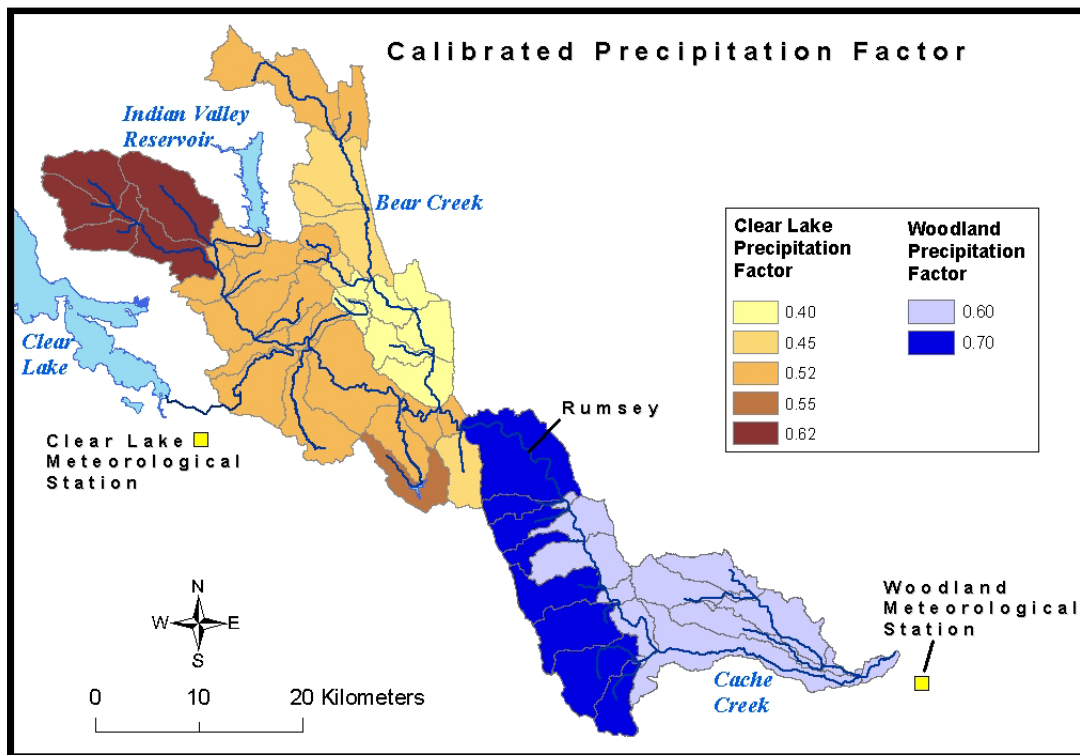 Calibrated Precipitation Factor
Indian Valley
Reservoir
Bear Creek
Clear
Lake
Clear Lake
Meteorological
Station
Rumsey
Clear Lake
Precipitation
Factor
0.40
0.45
0.52
0.55
0.62
Woodland
Precipitation
Factor
0.60
0.70
Woodland
Meteorological
Station
Cache
Creek
N
W E
S
0 10 20 Kilometers